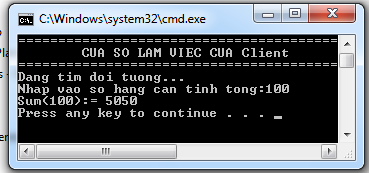 C:\Windows\system32\cmd.exe
==========================================
CUA SO LAM VIEC CUA Client
==========================================
Dang tim doi tuong...
Nhap vao so hang can tinh tong:100
Sum(100):= 5050
Press any key to continue . . . _